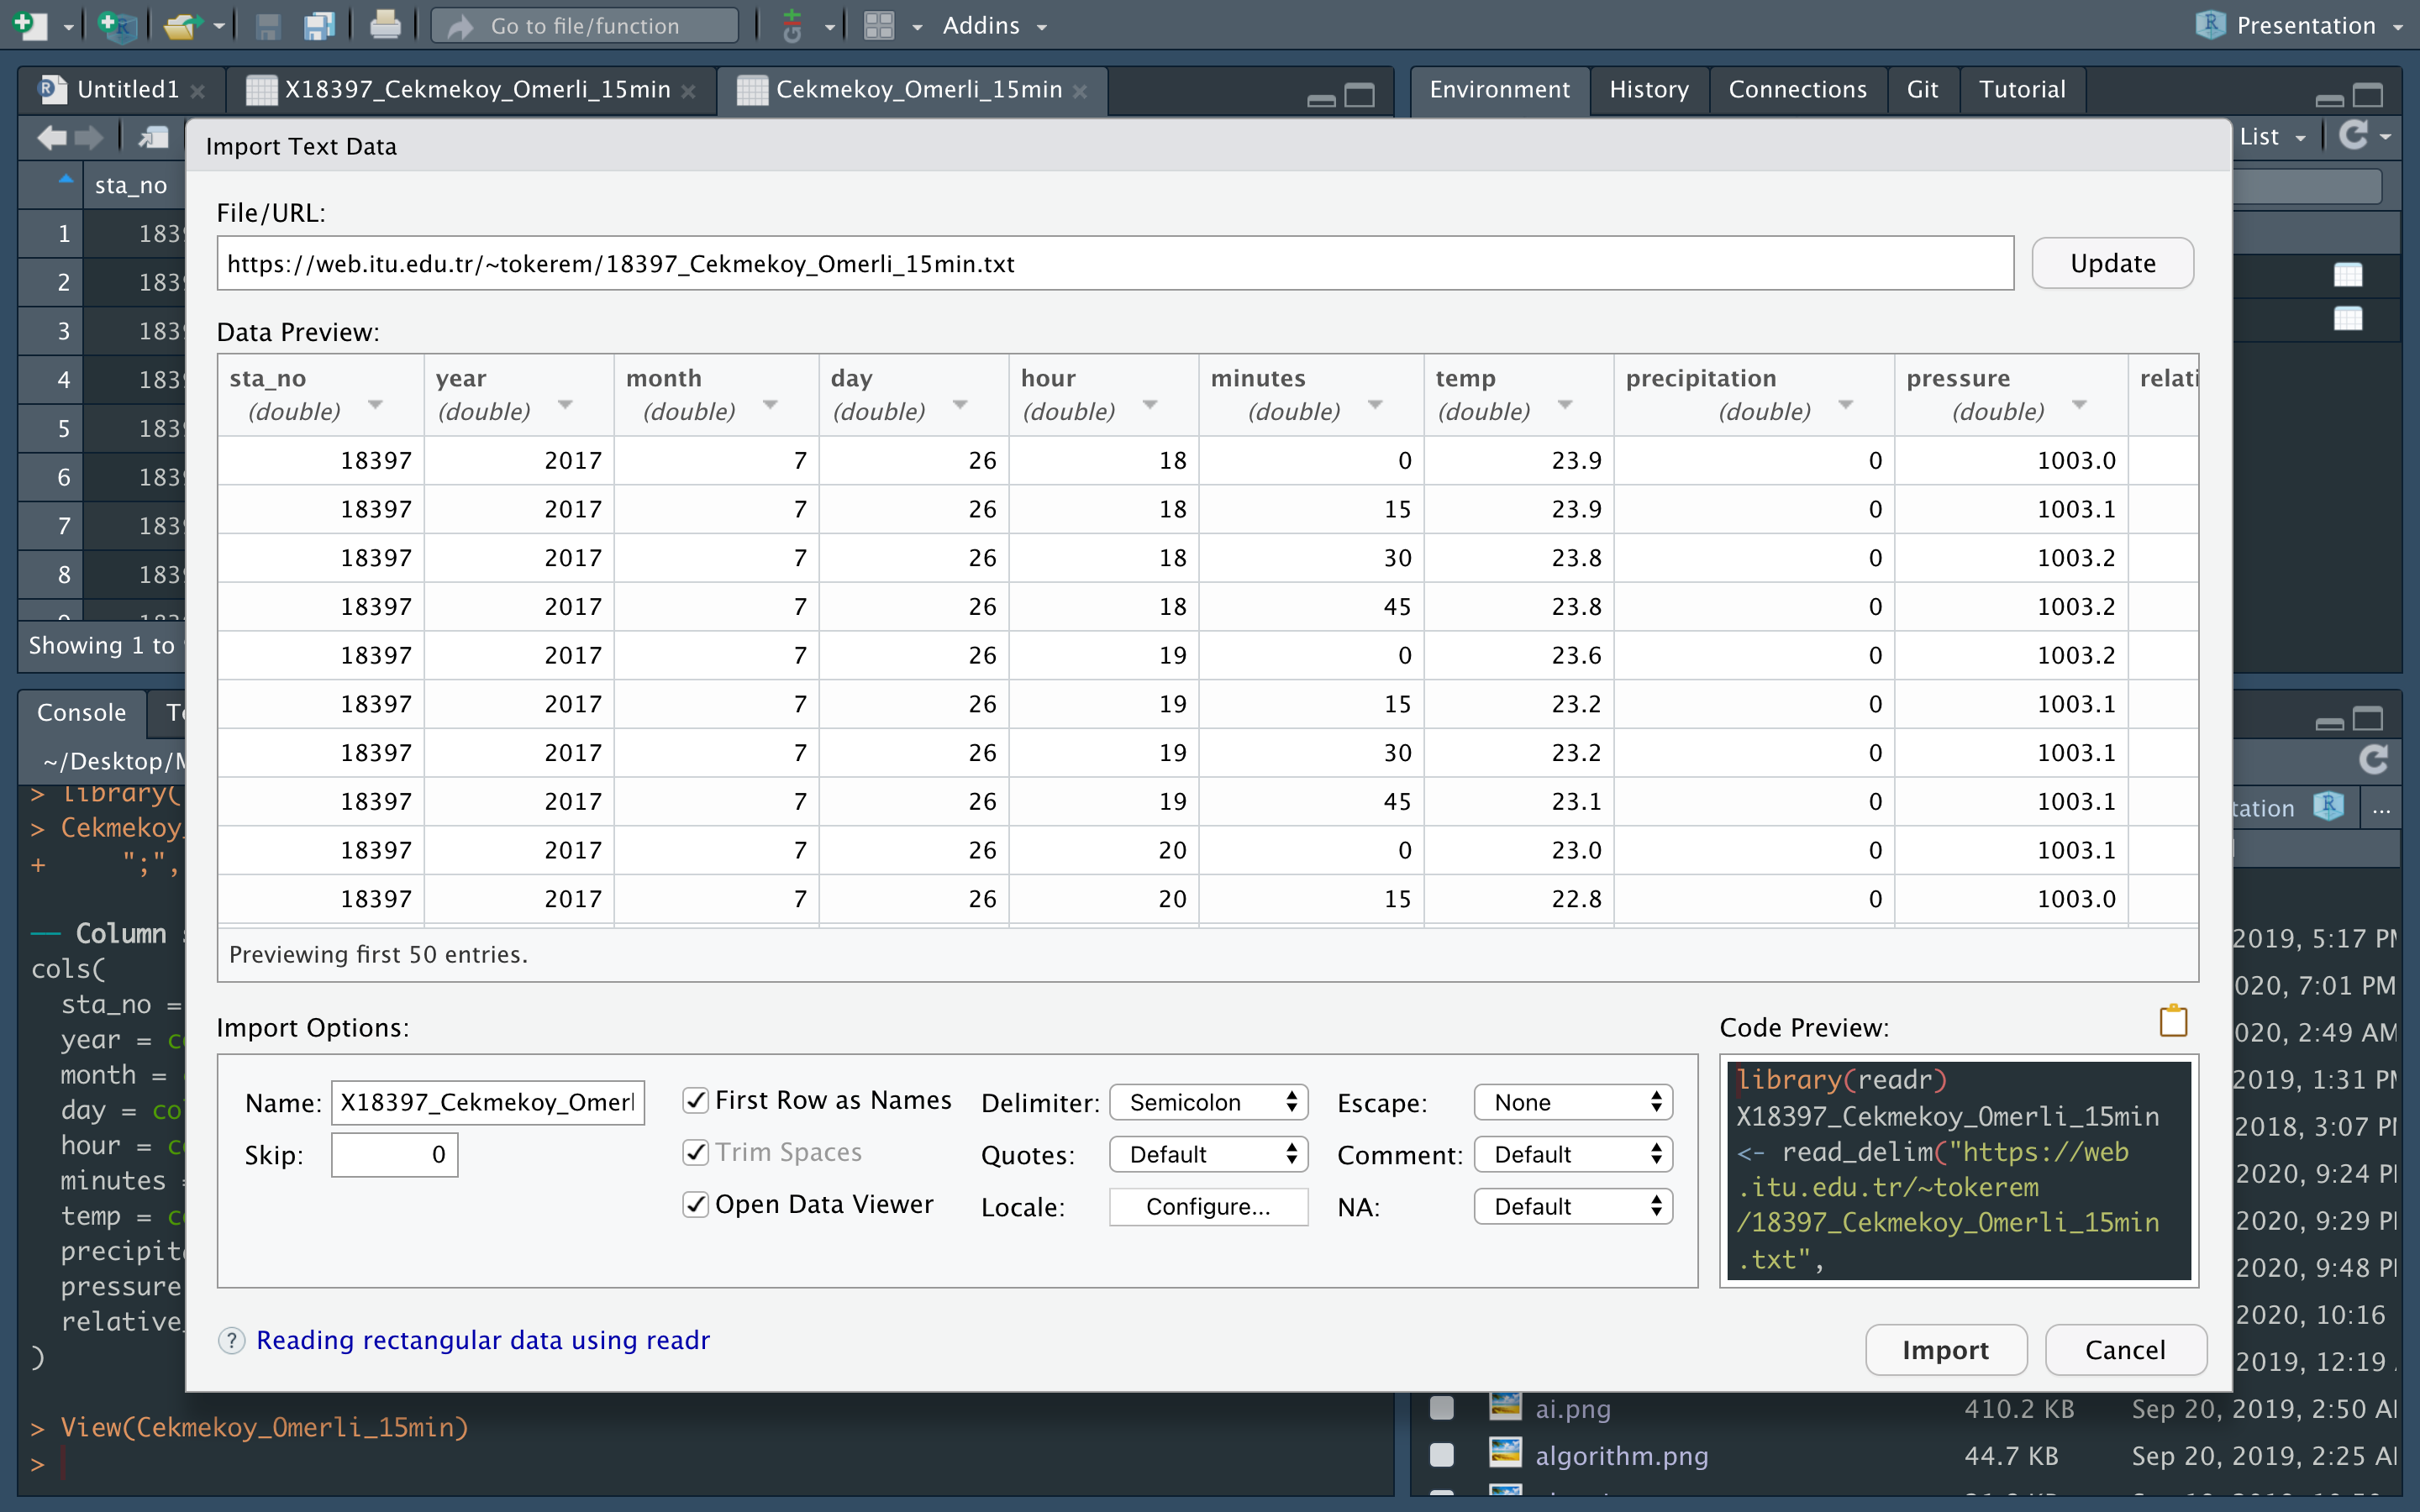 Go to file/function
Addins
Presentation
Untitled1
X18397_Cekmekoy_Omerli_15min
Cekmekoy_Omerli_15min
Environment
History
Connections
Git
Tutorial
List
Import Text Data
sta_no
File/URL:
https://web.itu.edu.tr/~tokerem/18397_Cekmekoy_Omerli_15min.txt
Update
Data Preview:
sta_no year month day hour minutes temp precipitation pressure relati
(double) (double) (double) (double) (double) (double) (double) (double) (double)
18397 2017 7 26 18 0 23.9 0 1003.0
18397 2017 7 26 18 15 23.9 0 1003.1
18397 2017 7 26 18 30 23.8 0 1003.2
18397 2017 7 26 18 45 23.8 0 1003.2
18397 2017 7 26 19 0 23.6 0 1003.2
18397 2017 7 26 19 15 23.2 0 1003.1
18397 2017 7 26 19 30 23.2 0 1003.1
18397 2017 7 26 19 45 23.1 0 1003.1
18397 2017 7 26 20 0 23.0 0 1003.1
18397 2017 7 26 20 15 22.8 0 1003.0
Previewing first 50 entries.
Import Options:
Name: X18397_Cekmekoy_Omerl
Skip: 0
First Row as Names
Trim Spaces
Open Data Viewer
Delimiter: Semicolon
Quotes: Default
Locale: Configure...
Escape: None
Comment: Default
NA: Default
Code Preview:
library(readr)
X18397_Cekmekoy_Omerli_15min
<- read_delim("https://web
.itu.edu.tr/~tokerem
/18397_Cekmekoy_Omerli_15min
.txt",
? Reading rectangular data using readr
Import
Cancel
1 183
2 183
3 183
4 183
5 183
6 183
7 183
8 183
Showing 1 to
Console
~/Desktop/M
> library(
> Cekmekoy_
+ ";",
Column
cols(
sta_no =
year = c
month =
day = co
hour = c
minutes
temp = c
precipit
pressure
relative_
)
> View(Cekmekoy_Omerli_15min)
>
tation
...
2019, 5:17 PM
020, 7:01 PM
020, 2:49 AM
2019, 1:31 PM
2018, 3:07 P
2020, 9:24 P
2020, 9:29 P
2020, 9:48 P
2020, 10:16
2019, 12:19
ai.png 410.2 KB Sep 20, 2019, 2:50 A
algorithm.png 44.7 KB Sep 20, 2019, 2:25 A